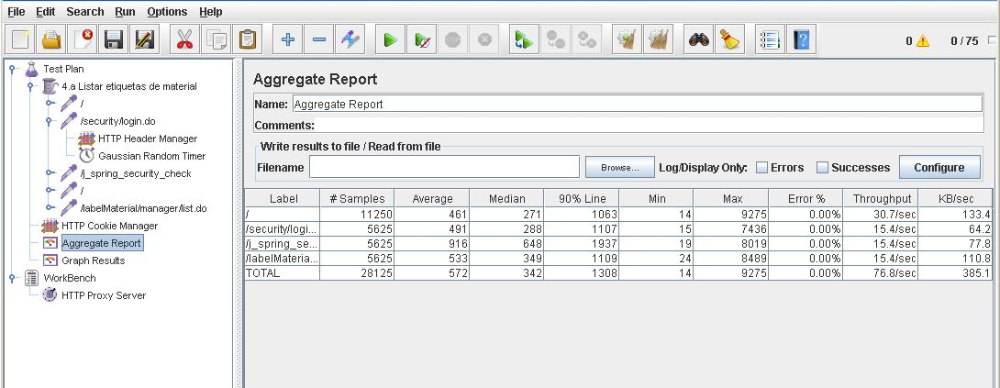 File Edit Search Run Options Help
STOP
0 0 / 75
Test Plan
4.a Listar etiquetas de material
/
/security/login.do
HTTP Header Manager
Gaussian Random Timer
/j_spring_security_check
/
/labelMaterial/manager/list.do
HTTP Cookie Manager
Aggregate Report
Graph Results
WorkBench
HTTP Proxy Server
Aggregate Report
Name: Aggregate Report
Comments:
Write results to file / Read from file
Filename Browse... Log/Display Only: Errors Successes Configure
Label # Samples Average Median 90% Line Min Max Error % Throughput KB/sec
/ 11250 461 271 1063 14 9275 0.00% 30.7/sec 133.4
/security/logi... 5625 491 288 1107 15 7436 0.00% 15.4/sec 64.2
/j_spring_se... 5625 916 648 1937 19 8019 0.00% 15.4/sec 77.8
/labelMateria... 5625 533 349 1109 24 8489 0.00% 15.4/sec 110.8
TOTAL 28125 572 342 1308 14 9275 0.00% 76.8/sec 385.1